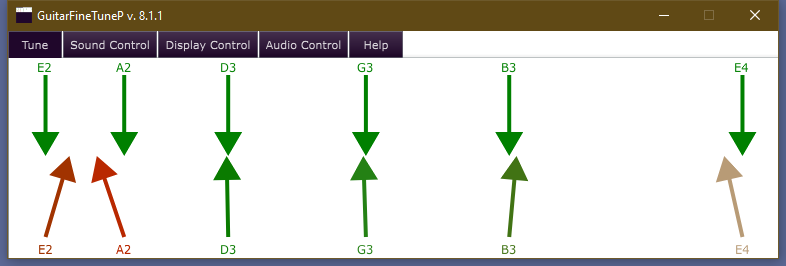 GuitarFineTuneP v. 8.1.1
Tune Sound Control Display Control Audio Control Help
E2 A2 D3 G3 B3 E4
E2 A2 D3 G3 B3 E4